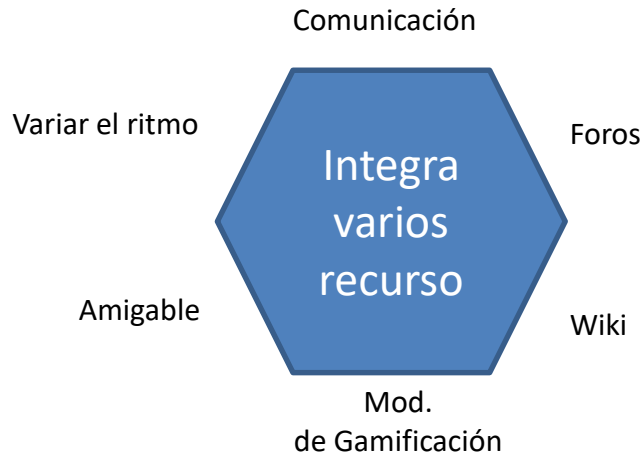 Comunicación
Variar el ritmo
Foros
Integra
varios
recurso
Amigable
Wiki
Mod.
de Gamificación